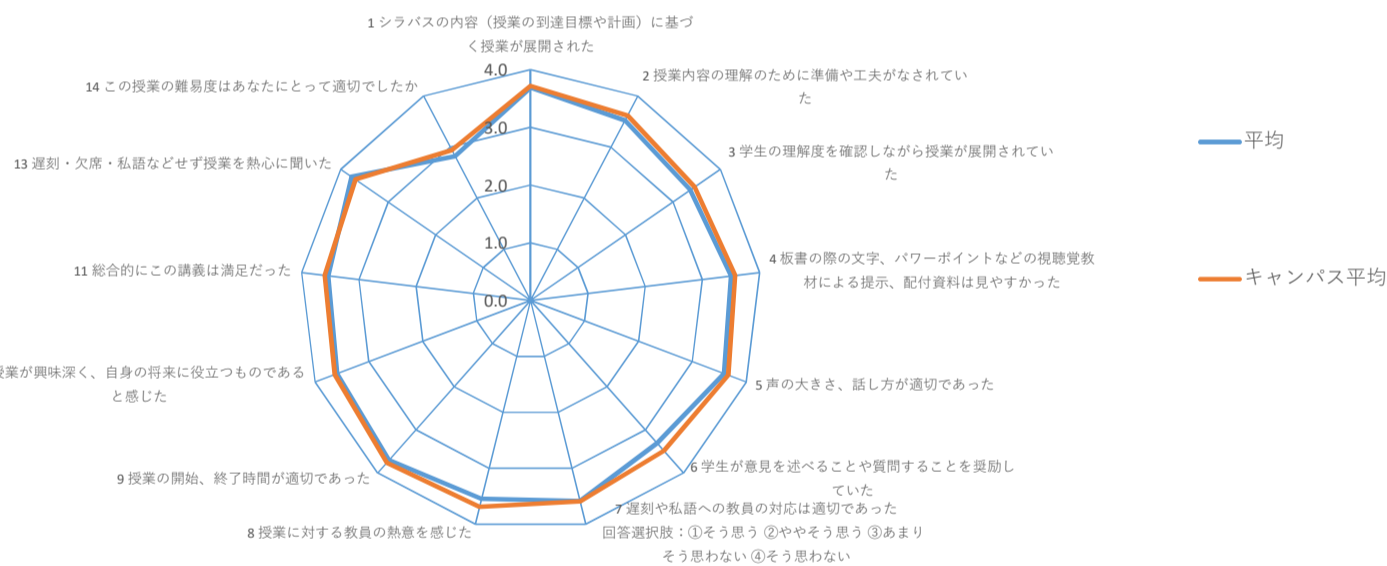 1 シラバスの内容（授業の到達目標や計画）に基づ
く授業が展開された
4.0
3.0
2.0
1.0
0.0
2 授業内容の理解のために準備や工夫がなされてい
た
3 学生の理解度を確認しながら授業が展開されてい
た
4 板書の際の文字、パワーポイントなどの視聴覚教
材による提示、配付資料は見やすかった
5 声の大きさ、話し方が適切であった
6 学生が意見を述べることや質問することを奨励し
ていた
7 遅刻や私語への教員の対応は適切であった
回答選択肢：①そう思う ②ややそう思う ③あまり
そう思わない ④そう思わない
8 授業に対する教員の熱意を感じた
9 授業の開始、終了時間が適切であった
業が興味深く、自身の将来に役立つものである
と感じた
11 総合的にこの講義は満足だった
13 遅刻・欠席・私語などせず授業を熱心に聞いた
14 この授業の難易度はあなたにとって適切でしたか
平均
キャンパス平均